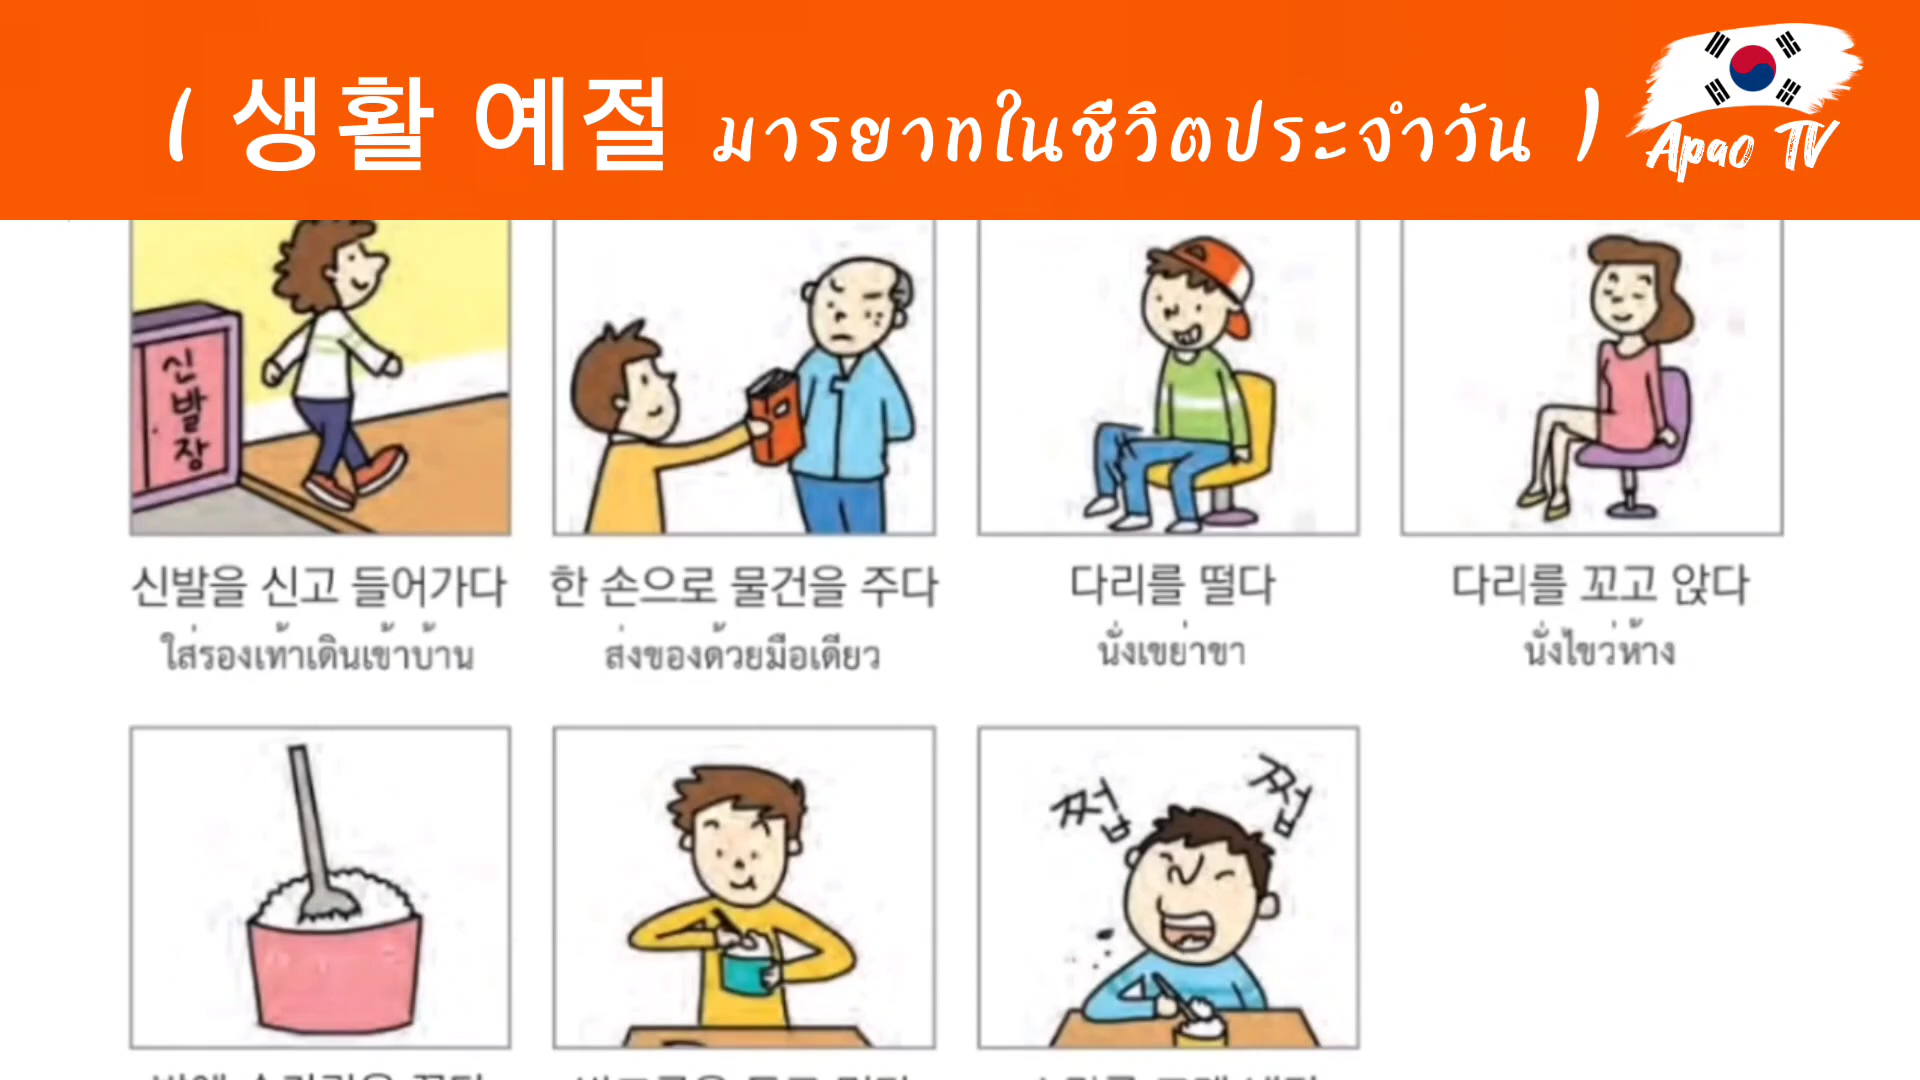 ( 생활 예절 มารยาทในชีวิตประจำวัน )
Apao TV
신발장
신발을 신고 들어가다
ใส่รองเท้าเดินเข้าบ้าน
한 손으로 물건을 주다
ส่งของด้วยมือเดียว
다리를 떨다
นั่งเขย่าขา
다리를 꼬고 앉다
นั่งไขว่ห้าง
쩝
쩝